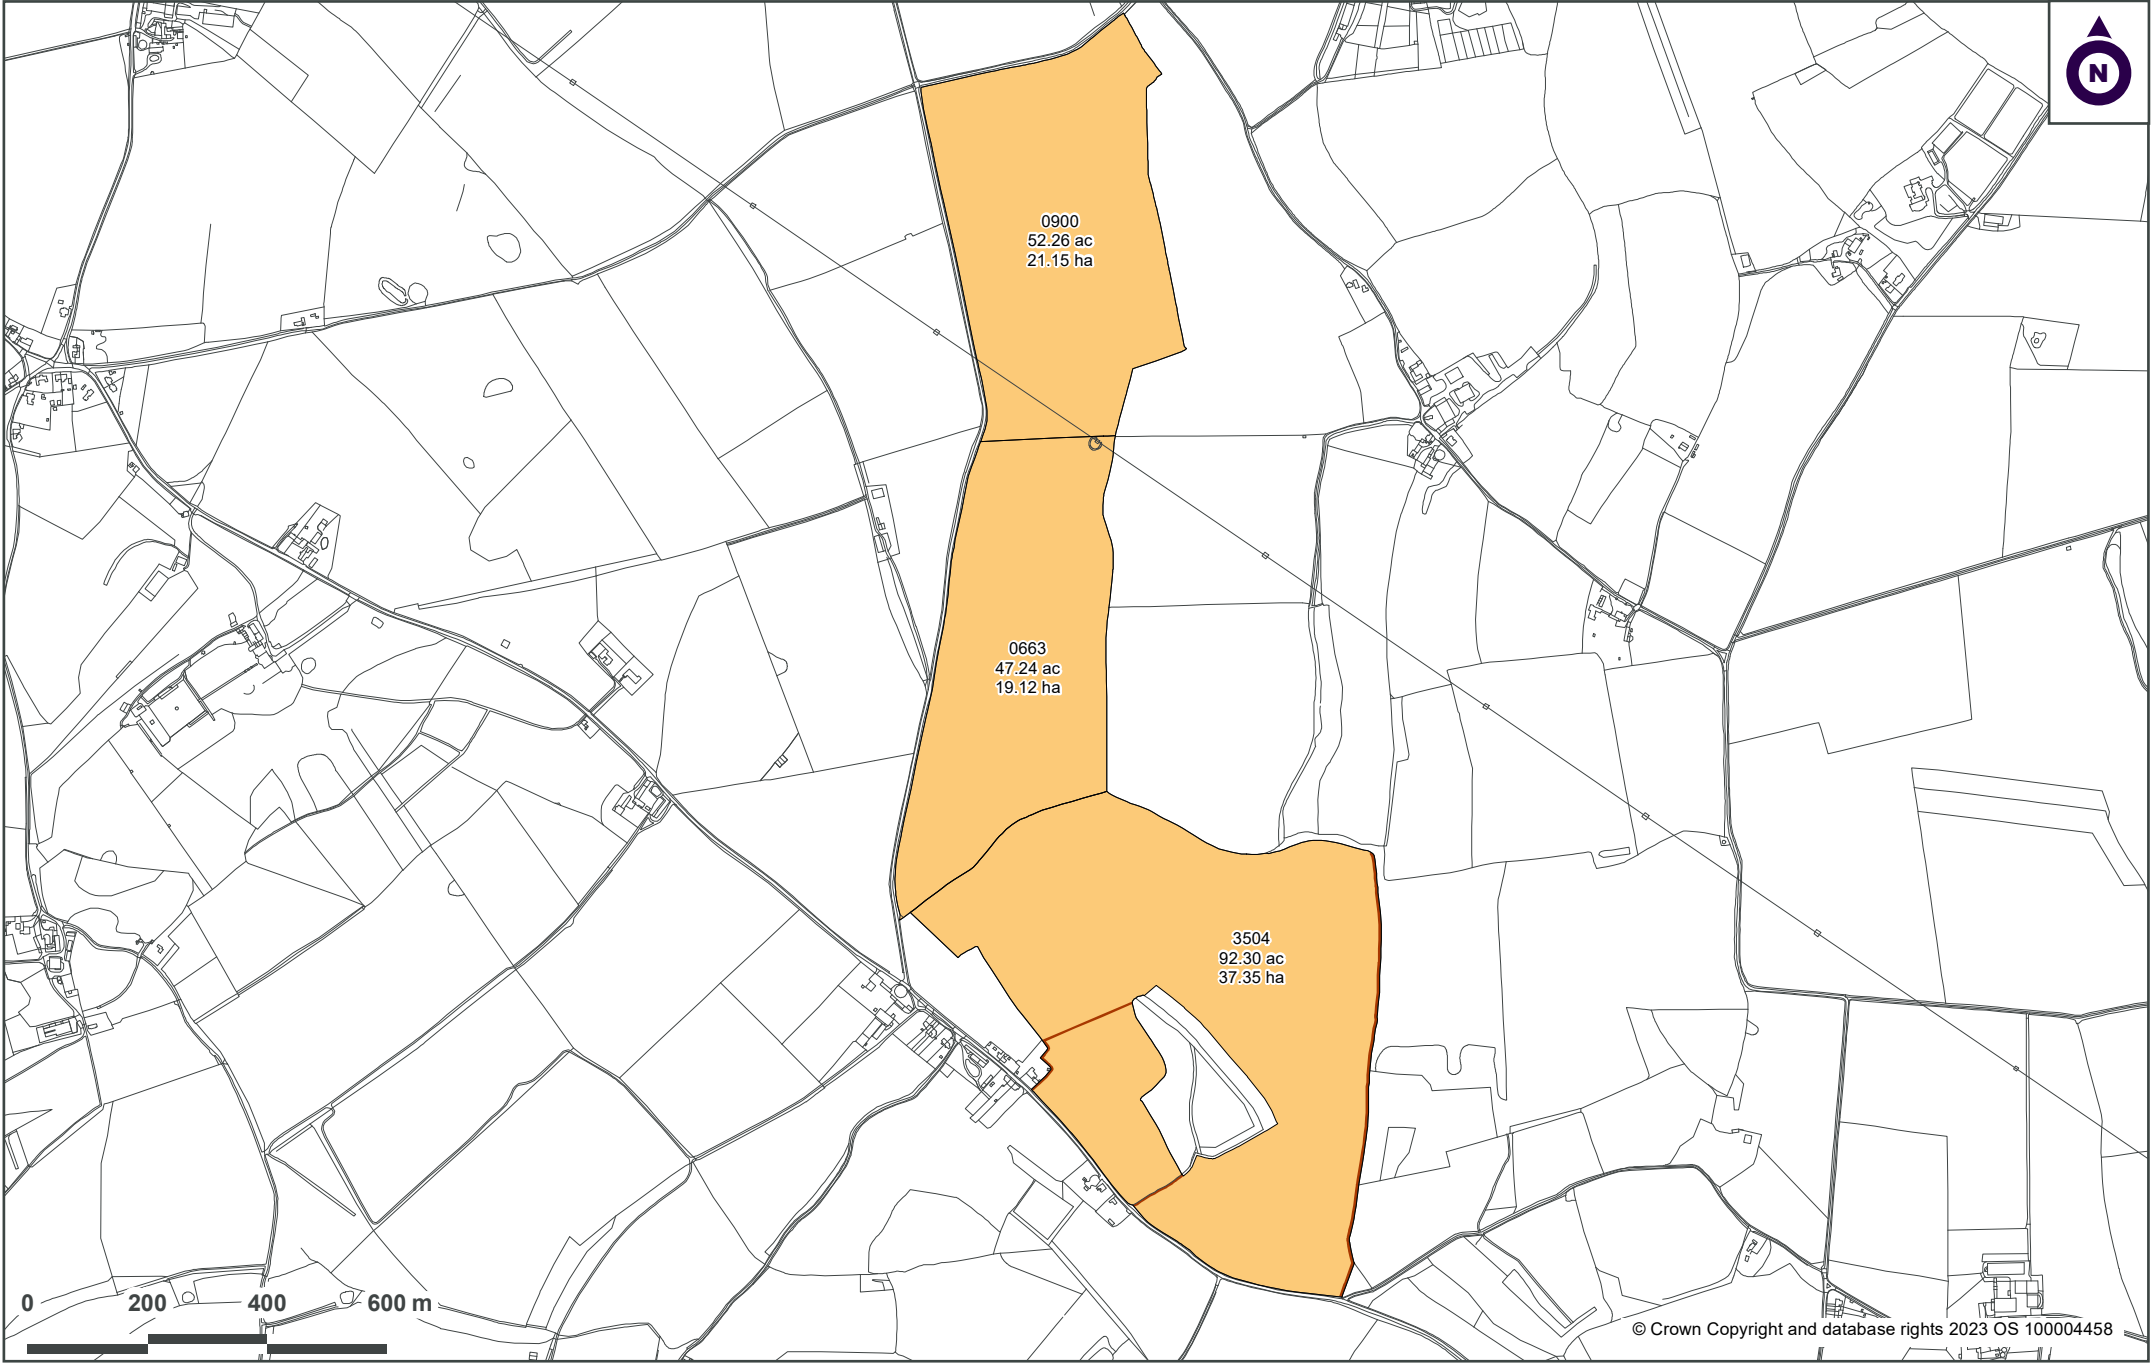 N
0900
52.26 ac
21.15 ha
0663
47.24 ac
19.12 ha
3504
92.30 ac
37.35 ha
0 200 400 600 m
© Crown Copyright and database rights 2023 OS 100004458